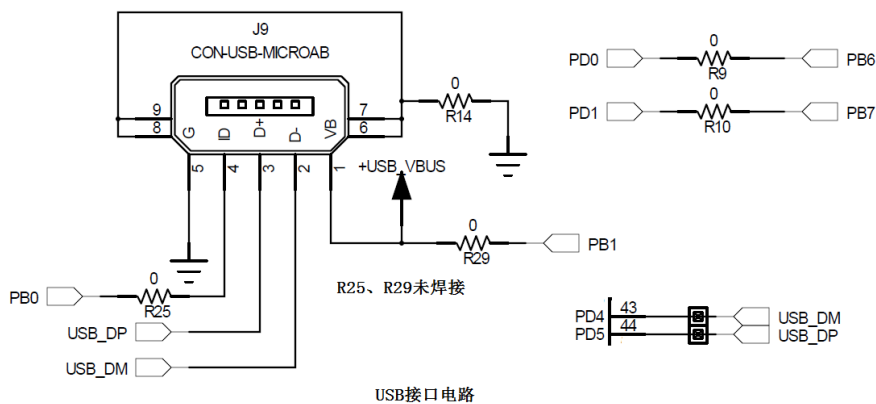 J9
CON-USB-MICROAB
9
8
7
6
G
ID
D+
D-
VB
5
4
3
2
1
0
R14
+USB_VBUS
0
R29
PB1
R25、R29未焊接
PB0
0
R25
USB_DP
USB_DM
PD0
0
R9
PB6
PD1
0
R10
PB7
PD4
43
USB_DM
PD5
44
USB_DP
USB接口电路